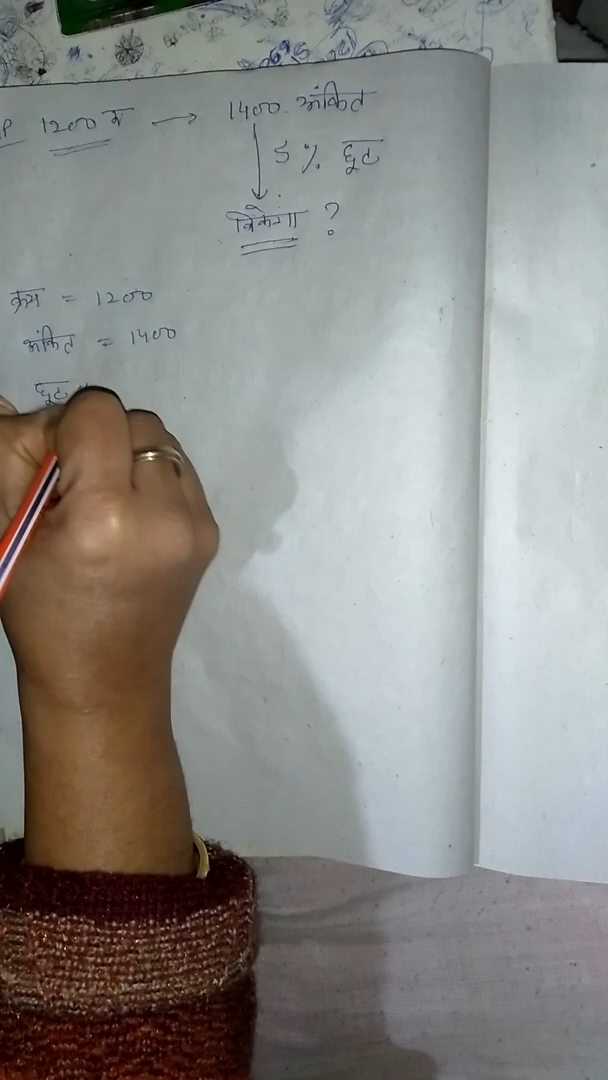 P 1200 में → 1400. अंकित
5 % छूट
बिकेगा ?
क्रय = 1200
अंकित = 1400
छूट